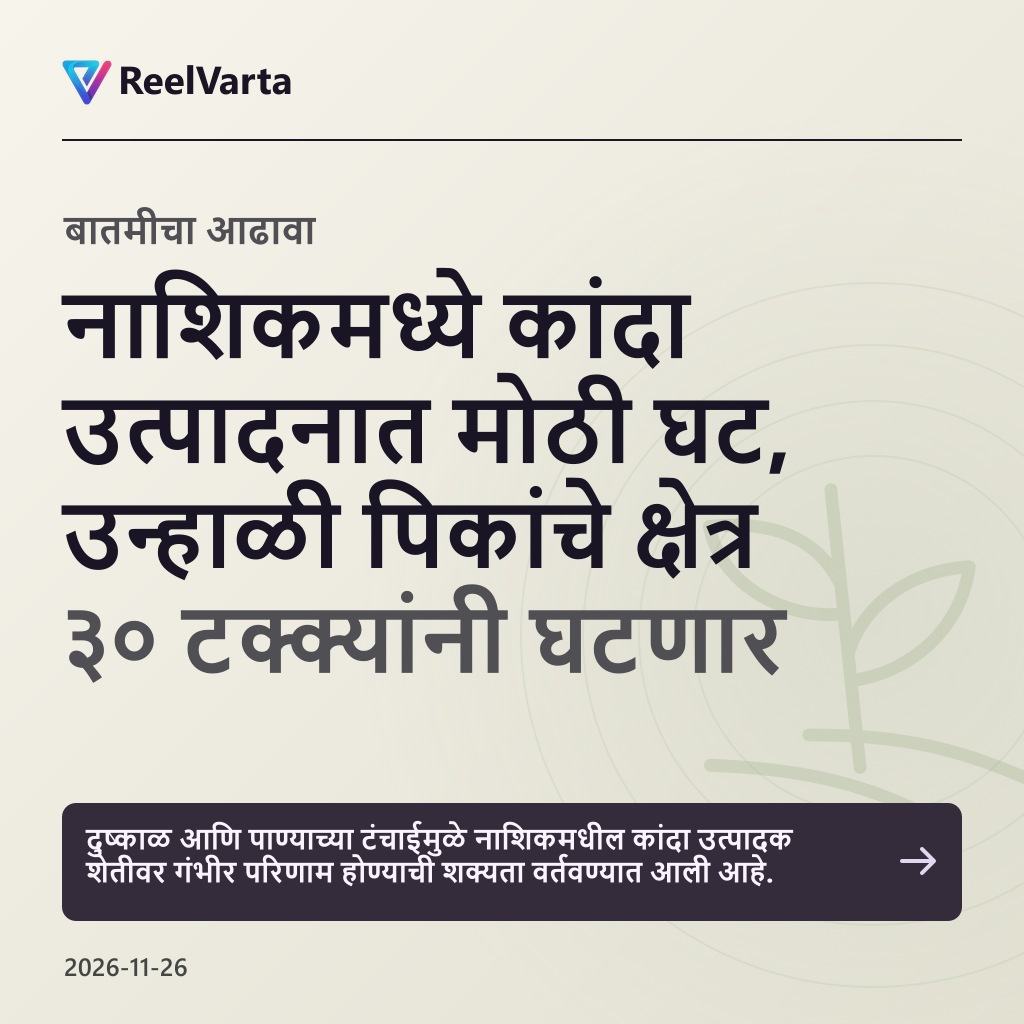 ReelVarta
बातमीचा आढावा
नाशिकमध्ये कांदा
उत्पादनात मोठी घट,
उन्हाळी पिकांचे क्षेत्र
३० टक्क्यांनी घटणार
दुष्काळ आणि पाण्याच्या टंचाईमुळे नाशिकमधील कांदा उत्पादक
शेतीवर गंभीर परिणाम होण्याची शक्यता वर्तवण्यात आली आहे.
2026-11-26